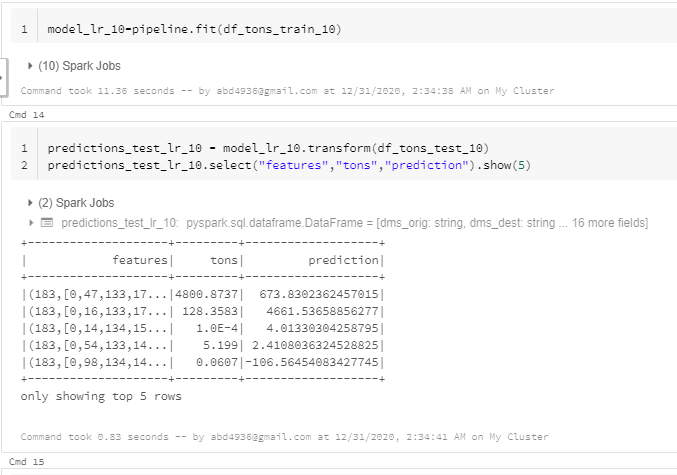 1 model_lr_10=pipeline.fit(df_tons_train_10)
(10) Spark Jobs
Command took 11.36 seconds -- by abd4936@gmail.com at 12/31/2020, 2:34:38 AM on My Cluster
Cmd 14
1 predictions_test_lr_10 = model_lr_10.transform(df_tons_test_10)
2 predictions_test_lr_10.select("features","tons","prediction").show(5)
(2) Spark Jobs
predictions_test_lr_10: pyspark.sql.dataframe.DataFrame = [dms_orig: string, dms_dest: string ... 16 more fields]
+--------------------+---------+-------------------+
|            features|     tons|         prediction|
+--------------------+---------+-------------------+
|(183,[0,47,133,17...|4800.8737|  673.8302362457015|
|(183,[0,16,133,17...| 128.3583|   4661.53658856277|
|(183,[0,14,134,15...|   1.0E-4|   4.01330304258795|
|(183,[0,54,133,14...|    5.199| 2.4108036324528825|
|(183,[0,98,134,14...|   0.0607|-106.56454083427745|
+--------------------+---------+-------------------+
only showing top 5 rows
Command took 0.83 seconds -- by abd4936@gmail.com at 12/31/2020, 2:34:41 AM on My Cluster
Cmd 15